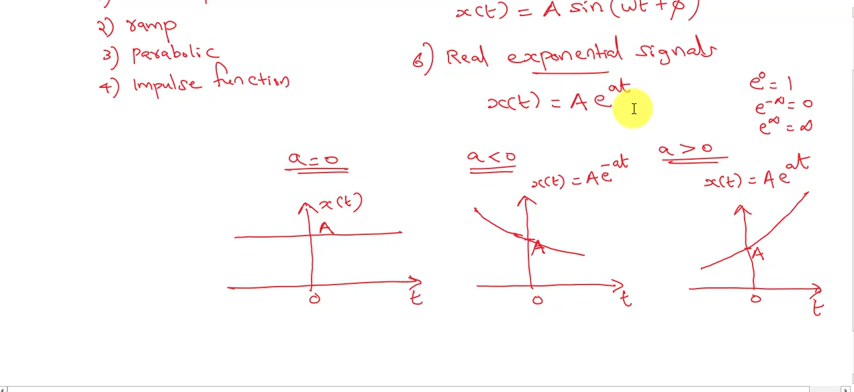 x(t) = A sin (ωt + φ)
2) ramp
3) Parabolic
4) Impulse function
6) Real exponential signals
x(t) = A e^at
e^0 = 1
e^-∞ = 0
e^∞ = ∞
a = 0
x(t)
A
0
t
a < 0
x(t) = A e^-at
A
0
t
a > 0
x(t) = A e^at
A
0
t